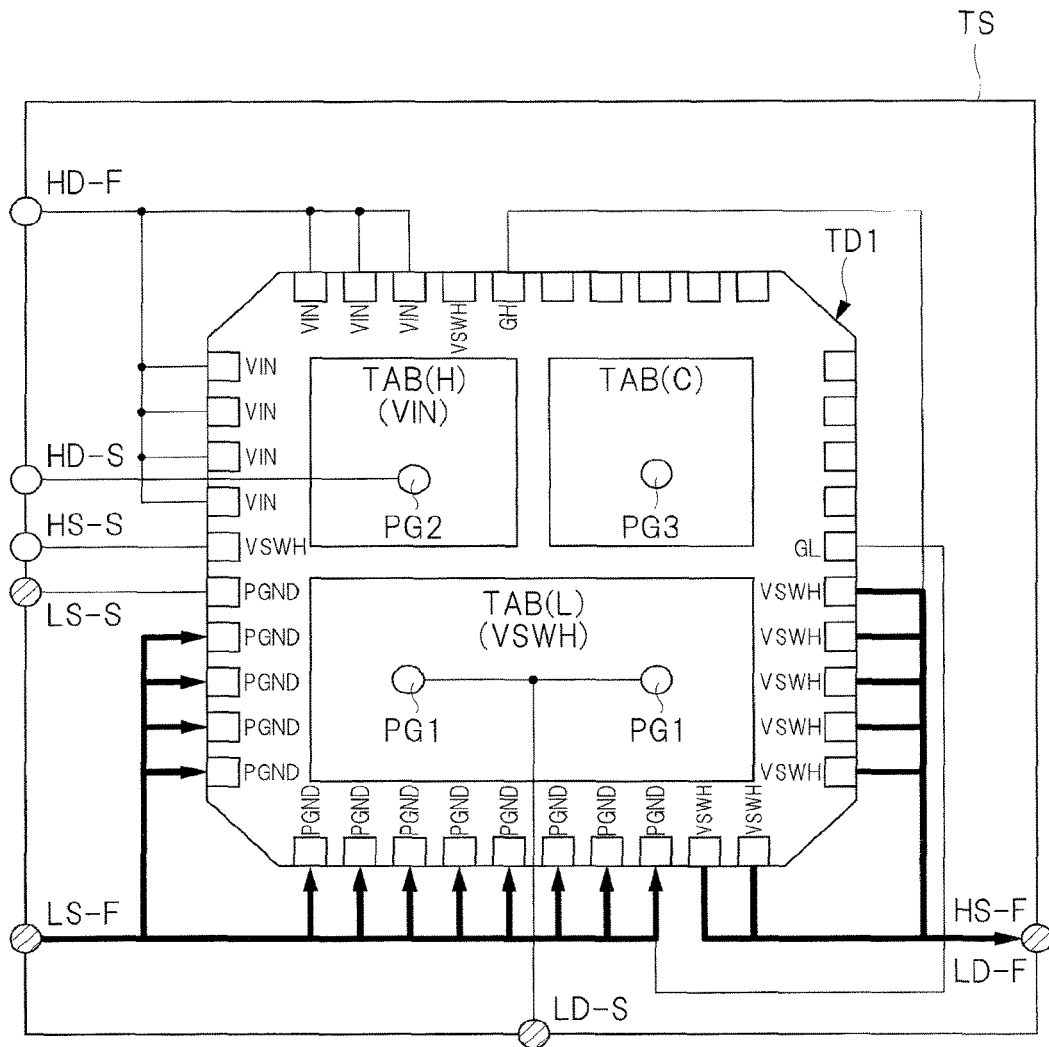 TS
HD-F
TD1
VIN
VIN
VIN
VSWH
GH
VIN
VIN
VIN
VIN
TAB(H)
(VIN)
TAB(C)
HD-S
PG2
PG3
HS-S
VSWH
GL
LS-S
PGND
VSWH
TAB(L)
(VSWH)
PGND
VSWH
PGND
VSWH
PG1
PG1
PGND
VSWH
PGND
VSWH
PGND
PGND
PGND
PGND
PGND
PGND
PGND
PGND
VSWH
VSWH
LS-F
HS-F
LD-F
LD-S